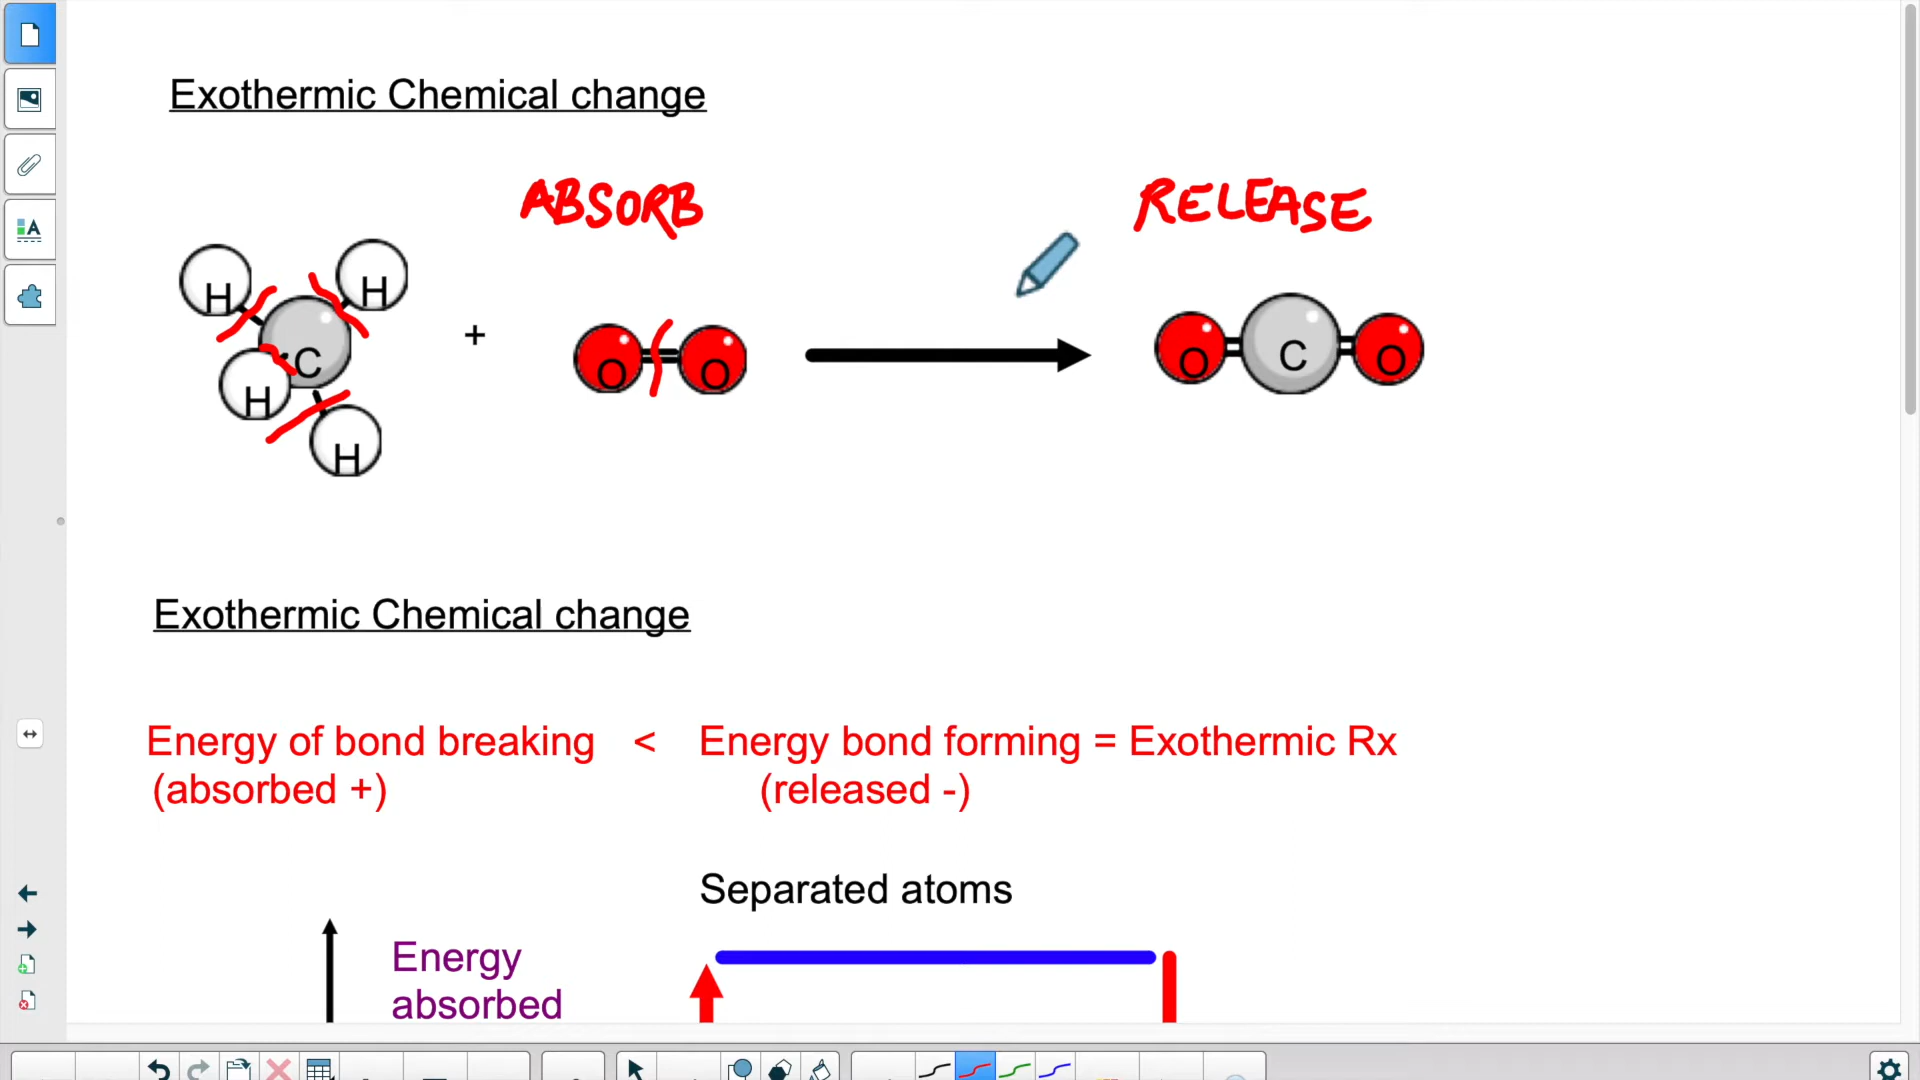 Exothermic Chemical change
ABSORB
RELEASE
H H
C
H
H
+
O O
O C O
Exothermic Chemical change
Energy of bond breaking < Energy bond forming = Exothermic Rx
(absorbed +) (released -)
Separated atoms
Energy
absorbed